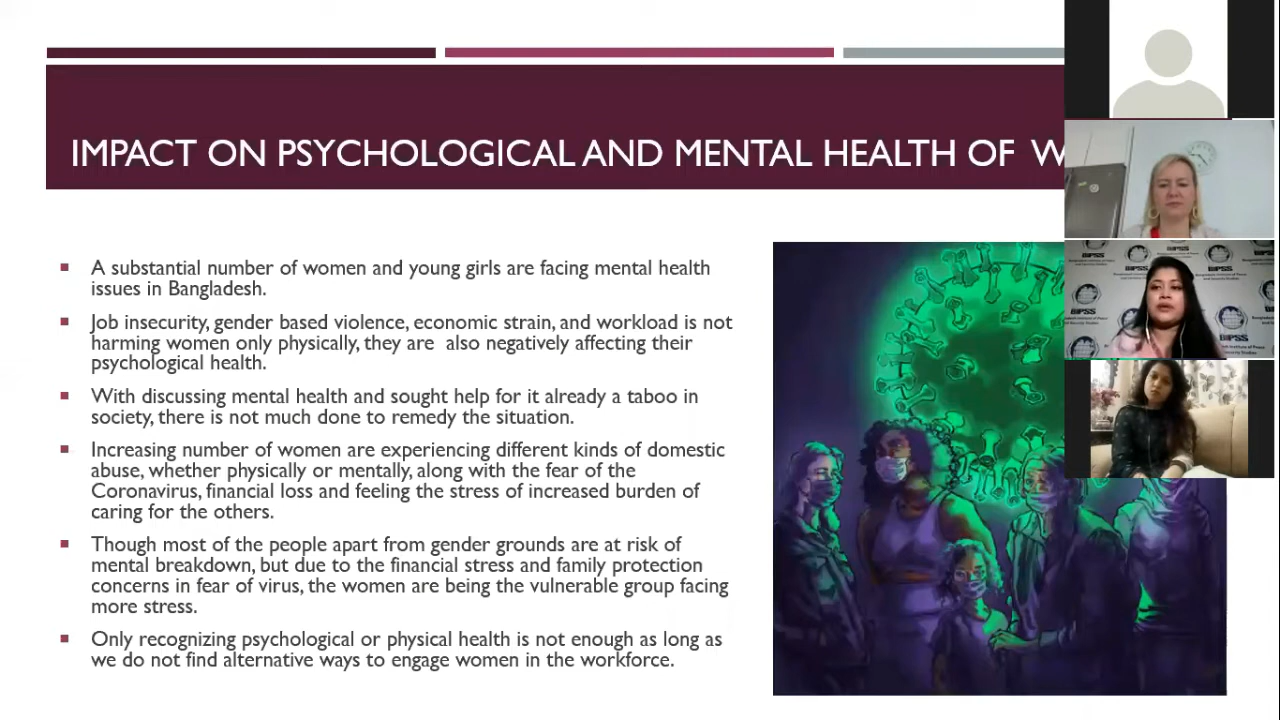 IMPACT ON PSYCHOLOGICAL AND MENTAL HEALTH OF W
A substantial number of women and young girls are facing mental health
issues in Bangladesh.
Job insecurity, gender based violence, economic strain, and workload is not
harming women only physically, they are also negatively affecting their
psychological health.
With discussing mental health and sought help for it already a taboo in
society, there is not much done to remedy the situation.
Increasing number of women are experiencing different kinds of domestic
abuse, whether physically or mentally, along with the fear of the
Coronavirus, financial loss and feeling the stress of increased burden of
caring for the others.
Though most of the people apart from gender grounds are at risk of
mental breakdown, but due to the financial stress and family protection
concerns in fear of virus, the women are being the vulnerable group facing
more stress.
Only recognizing psychological or physical health is not enough as long as
we do not find alternative ways to engage women in the workforce.
BIPSS
BIPSS